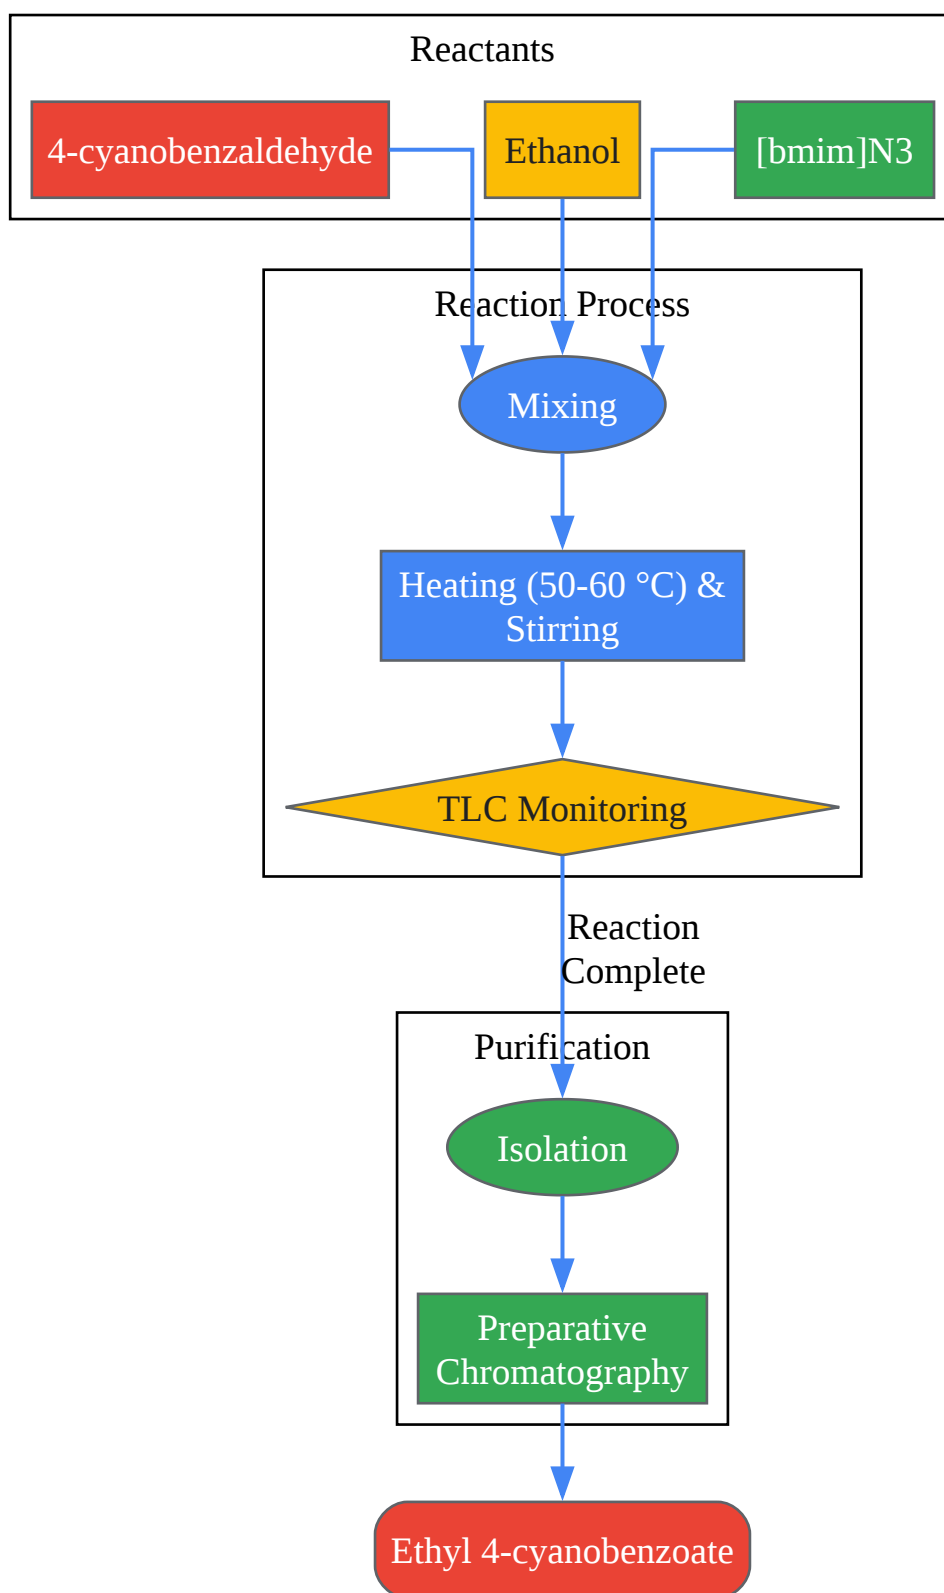 Reactants
4-cyanobenzaldehyde
Ethanol
[bmim]N3
Reaction Process
Mixing
Heating (50-60 °C) &
Stirring
TLC Monitoring
Reaction
Complete
Purification
Isolation
Preparative
Chromatography
Ethyl 4-cyanobenzoate